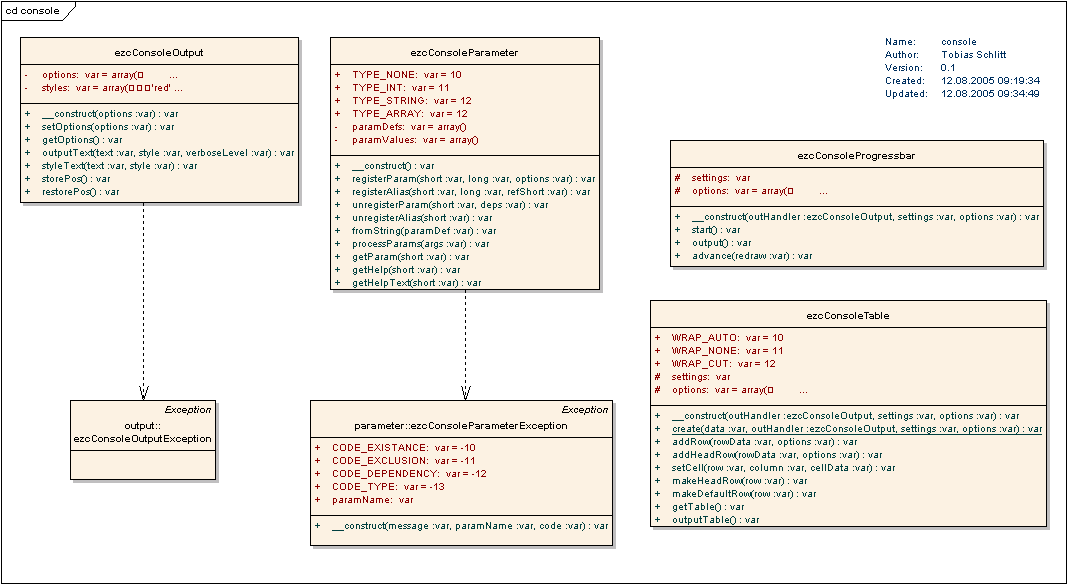 cd console
ezcConsoleOutput
- options: var = array(□ ...
- styles: var = array(□□□'red' ...
+ __construct(options :var) : var
+ setOptions(options :var) : var
+ getOptions() : var
+ outputText(text :var, style :var, verboseLevel :var) : var
+ styleText(text :var, style :var) : var
+ storePos() : var
+ restorePos() : var
ezcConsoleParameter
+ TYPE_NONE: var = 10
+ TYPE_INT: var = 11
+ TYPE_STRING: var = 12
+ TYPE_ARRAY: var = 12
- paramDefs: var = array()
- paramValues: var = array()
+ __construct() : var
+ registerParam(short :var, long :var, options :var) : var
+ registerAlias(short :var, long :var, refShort :var) : var
+ unregisterParam(short :var, deps :var) : var
+ unregisterAlias(short :var) : var
+ fromString(paramDef :var) : var
+ processParams(args :var) : var
+ getParam(short :var) : var
+ getHelp(short :var) : var
+ getHelpText(short :var) : var
Name: console
Author: Tobias Schlitt
Version: 0.1
Created: 12.08.2005 09:19:34
Updated: 12.08.2005 09:34:49
ezcConsoleProgressbar
# settings: var
# options: var = array(□ ...
+ __construct(outHandler :ezcConsoleOutput, settings :var, options :var) : var
+ start() : var
+ output() : var
+ advance(redraw :var) : var
ezcConsoleTable
+ WRAP_AUTO: var = 10
+ WRAP_NONE: var = 11
+ WRAP_CUT: var = 12
# settings: var
# options: var = array(□ ...
+ __construct(outHandler :ezcConsoleOutput, settings :var, options :var) : var
+ create(data :var, outHandler :ezcConsoleOutput, settings :var, options :var) : var
+ addRow(rowData :var, options :var) : var
+ addHeadRow(rowData :var, options :var) : var
+ setCell(row :var, column :var, cellData :var) : var
+ makeHeadRow(row :var) : var
+ makeDefaultRow(row :var) : var
+ getTable() : var
+ outputTable() : var
Exception
output::
ezcConsoleOutputException
Exception
parameter::ezcConsoleParameterException
+ CODE_EXISTANCE: var = -10
+ CODE_EXCLUSION: var = -11
+ CODE_DEPENDENCY: var = -12
+ CODE_TYPE: var = -13
+ paramName: var
+ __construct(message :var, paramName :var, code :var) : var